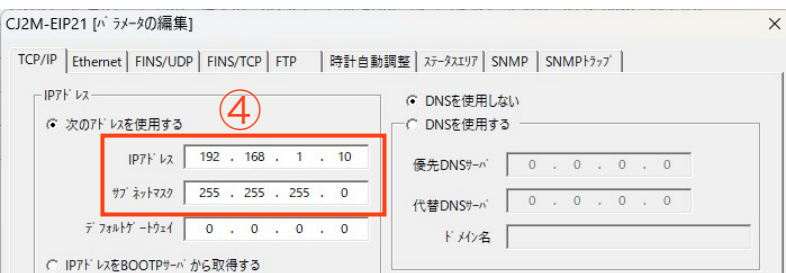 CJ2M-EIP21 [ﾊﾟﾗﾒｰﾀの編集]
TCP/IP Ethernet FINS/UDP FINS/TCP FTP 時計自動調整 ｽﾃｰﾀｽｴﾘｱ SNMP SNMPﾄﾗｯﾌﾟ
IPｱﾄﾞﾚｽ
④
次のｱﾄﾞﾚｽを使用する
IPｱﾄﾞﾚｽ 192 . 168 . 1 . 10
ｻﾌﾞﾈｯﾄﾏｽｸ 255 . 255 . 255 . 0
ﾃﾞﾌｫﾙﾄｹﾞｰﾄｳｪｲ 0 . 0 . 0 . 0
IPｱﾄﾞﾚｽをBOOTPｻｰﾊﾞから取得する
DNSを使用しない
DNSを使用する
優先DNSｻｰﾊﾞ 0 . 0 . 0 . 0
代替DNSｻｰﾊﾞ 0 . 0 . 0 . 0
ﾄﾞﾒｲﾝ名